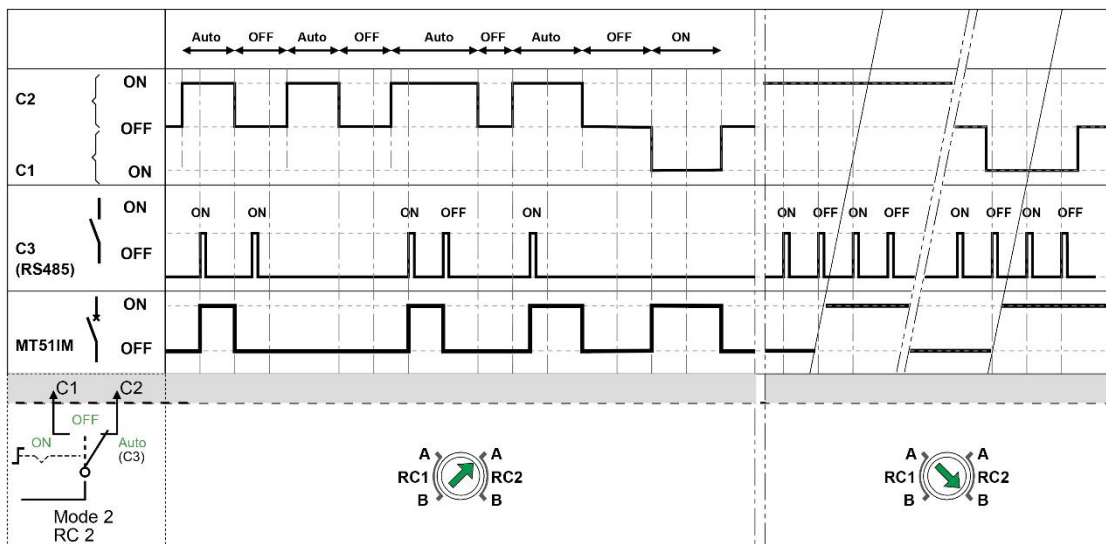 Auto OFF Auto OFF Auto OFF Auto OFF ON
ON
C2
OFF
C1
ON
ON
ON ON ON OFF ON ON OFF ON OFF ON OFF ON OFF
C3
(RS485)
OFF
ON
MT51IM
OFF
C1 C2
OFF
ON Auto
(C3)
Mode 2
RC 2
A A
RC1 RC2
B B
A A
RC1 RC2
B B